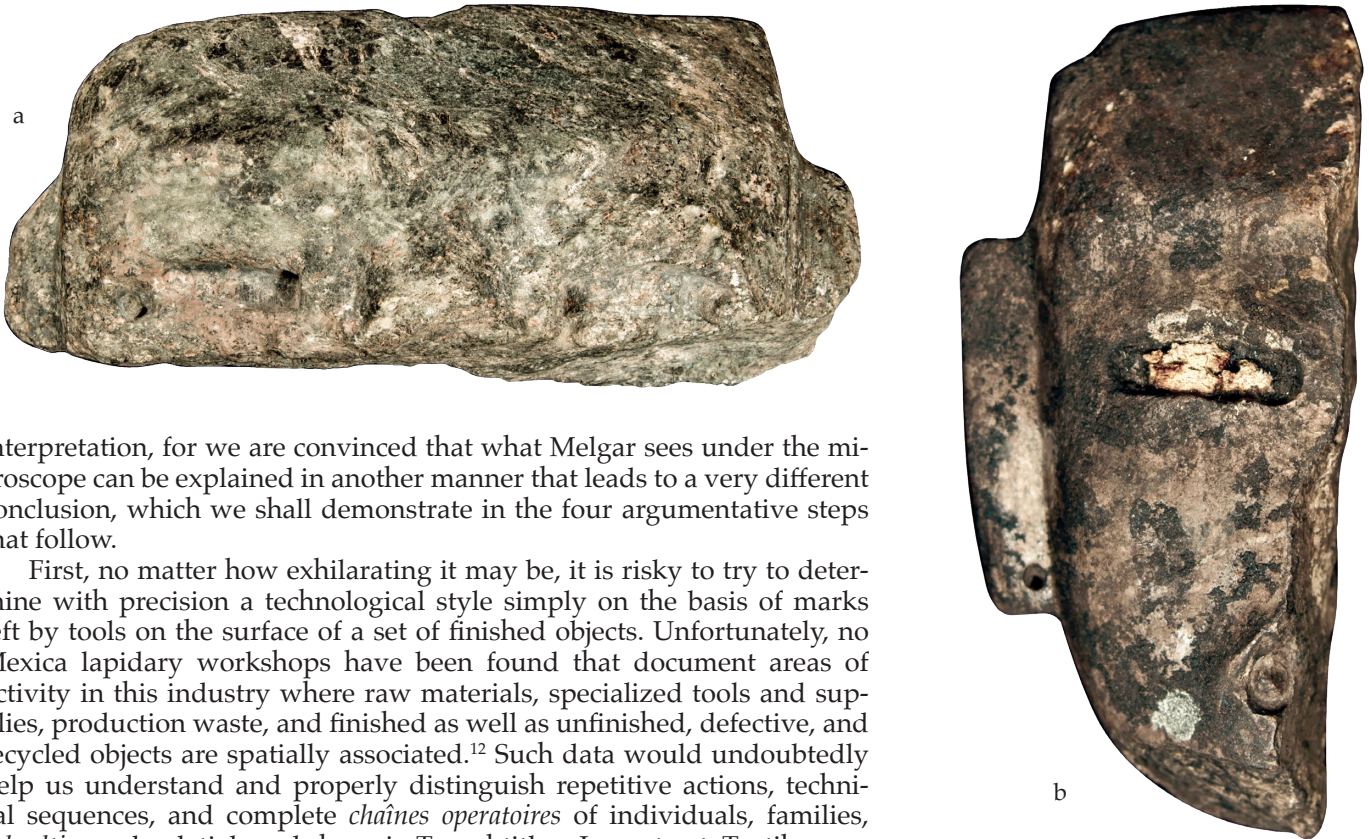 a
nterpretation, for we are convinced that what Melgar sees under the mi-
roscope can be explained in another manner that leads to a very different
onclusion, which we shall demonstrate in the four argumentative steps
hat follow.
First, no matter how exhilarating it may be, it is risky to try to deter-
mine with precision a technological style simply on the basis of marks
eft by tools on the surface of a set of finished objects. Unfortunately, no
Mexica lapidary workshops have been found that document areas of
ctivity in this industry where raw materials, specialized tools and sup-
lies, production waste, and finished as well as unfinished, defective, and
ecycled objects are spatially associated.12 Such data would undoubtedly
elp us understand and properly distinguish repetitive actions, techni-
al sequences, and complete chaînes operatoires of individuals, families,
b